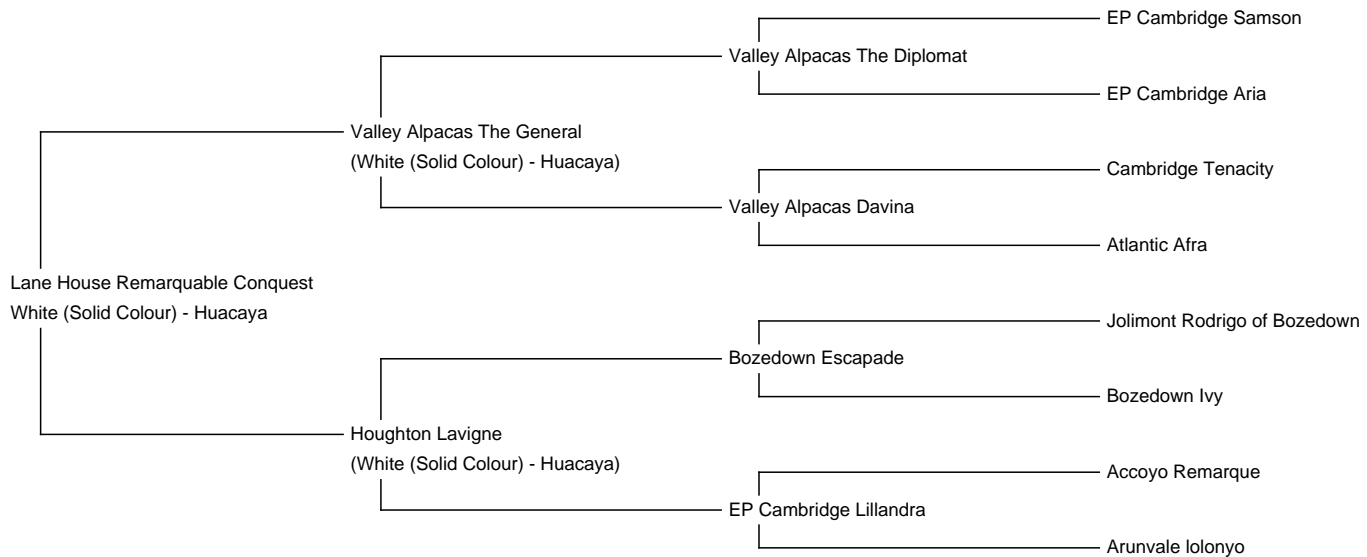 EP Cambridge Samson
Valley Alpacas The Diplomat
EP Cambridge Aria
Valley Alpacas The General
(White (Solid Colour) - Huacaya)
Cambridge Tenacity
Valley Alpacas Davina
Atlantic Afra
Lane House Remarquable Conquest
White (Solid Colour) - Huacaya
Jolimont Rodrigo of Bozedown
Bozedown Escapade
Bozedown Ivy
Houghton Lavigne
(White (Solid Colour) - Huacaya)
Accoyo Remarque
EP Cambridge Lillandra
Arunvale lolonyo